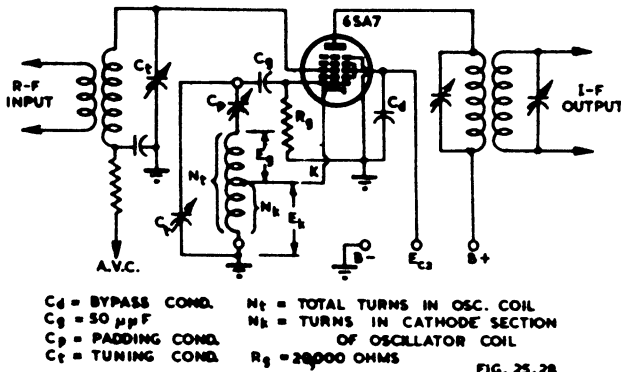 6SA7
R-F
INPUT
Ct
Cg
Cp
Rg
Cd
I-F
OUTPUT
Eg
K
Nt
Nk
Ek
Ct
A.V.C.
B-
Ec2
B+
Cd = BYPASS COND.
Cg = 50 μμF
Cp = PADDING COND.
Ct = TUNING COND.
Nt = TOTAL TURNS IN OSC. COIL
Nk = TURNS IN CATHODE SECTION
OF OSCILLATOR COIL
Rg = 20,000 OHMS
FIG. 25.28